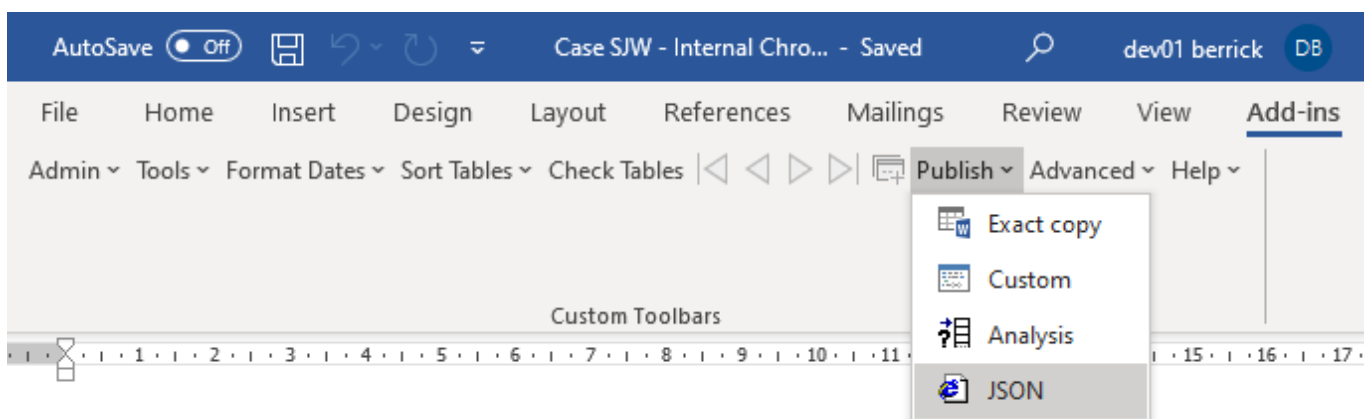 AutoSave Off Case SJW - Internal Chro... - Saved dev01 berrick DB
File Home Insert Design Layout References Mailings Review View Add-ins
Admin Tools Format Dates Sort Tables Check Tables Publish Advanced Help
Exact copy
Custom
Analysis
Custom Toolbars
JSON
1 2 3 4 5 6 7 8 9 10 11 15 16 17